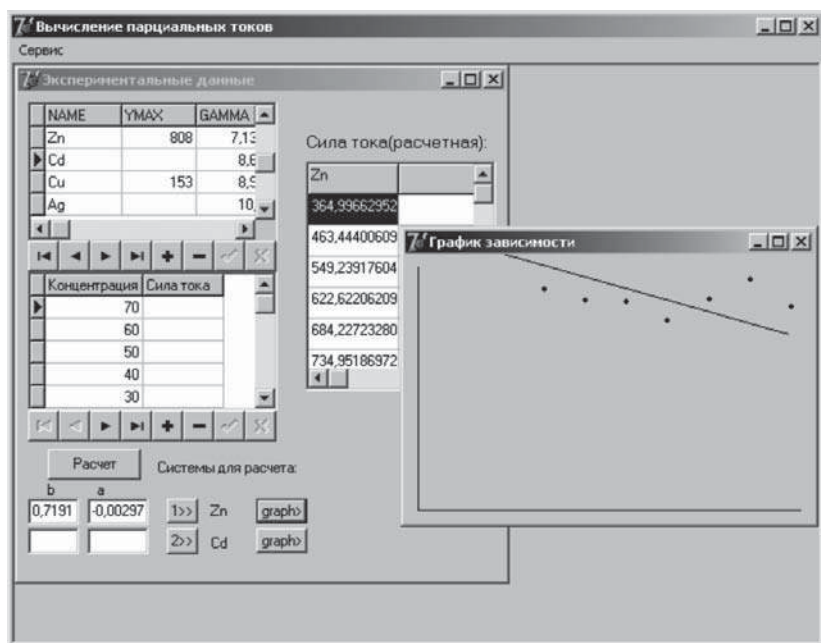 Вычисление парциальных токов
Сервис
Экспериментальные данные
NAME YMAX GAMMA
Zn 808 7,13
Cd 8,6
Cu 153 8,9
Ag 10,
Концентрация Сила тока
70
60
50
40
30
Расчет Системы для расчета:
b a
0,7191 -0,00297 1>> Zn graph>
2>> Cd graph>
Сила тока(расчетная):
Zn
364,99662952
463,44400609
549,23917604
622,62206209
684,22723280
734,95186972
График зависимости